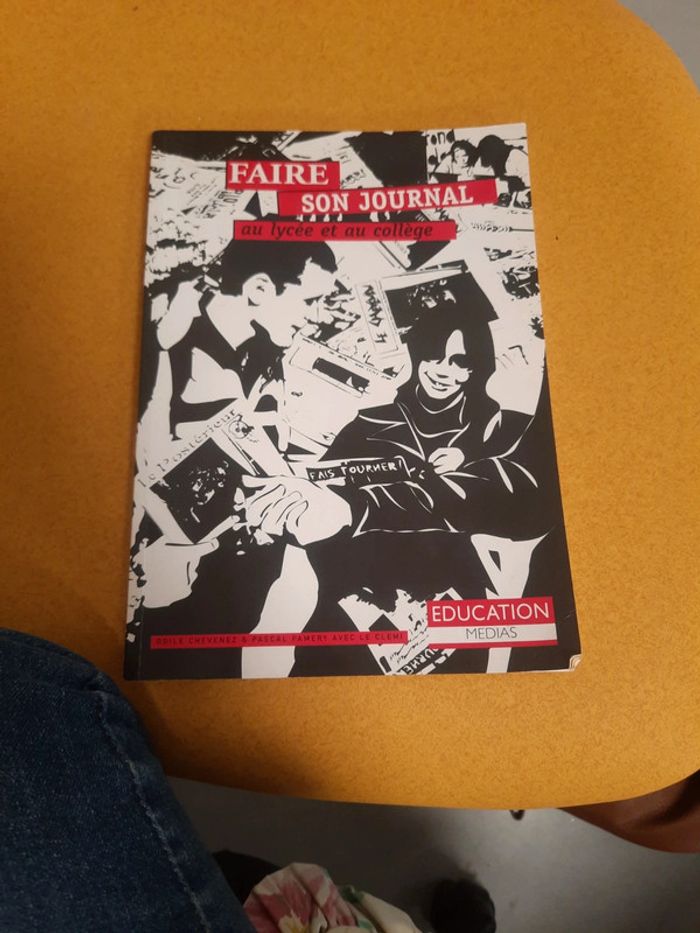 FAIRE
SON JOURNAL
au lycée et au collège
Le Postérieur
FAIS TOURNER!
EDUCATION
MEDIAS
ODILE CHEVENEZ & PASCAL FAMERY AVEC LE CLEMI